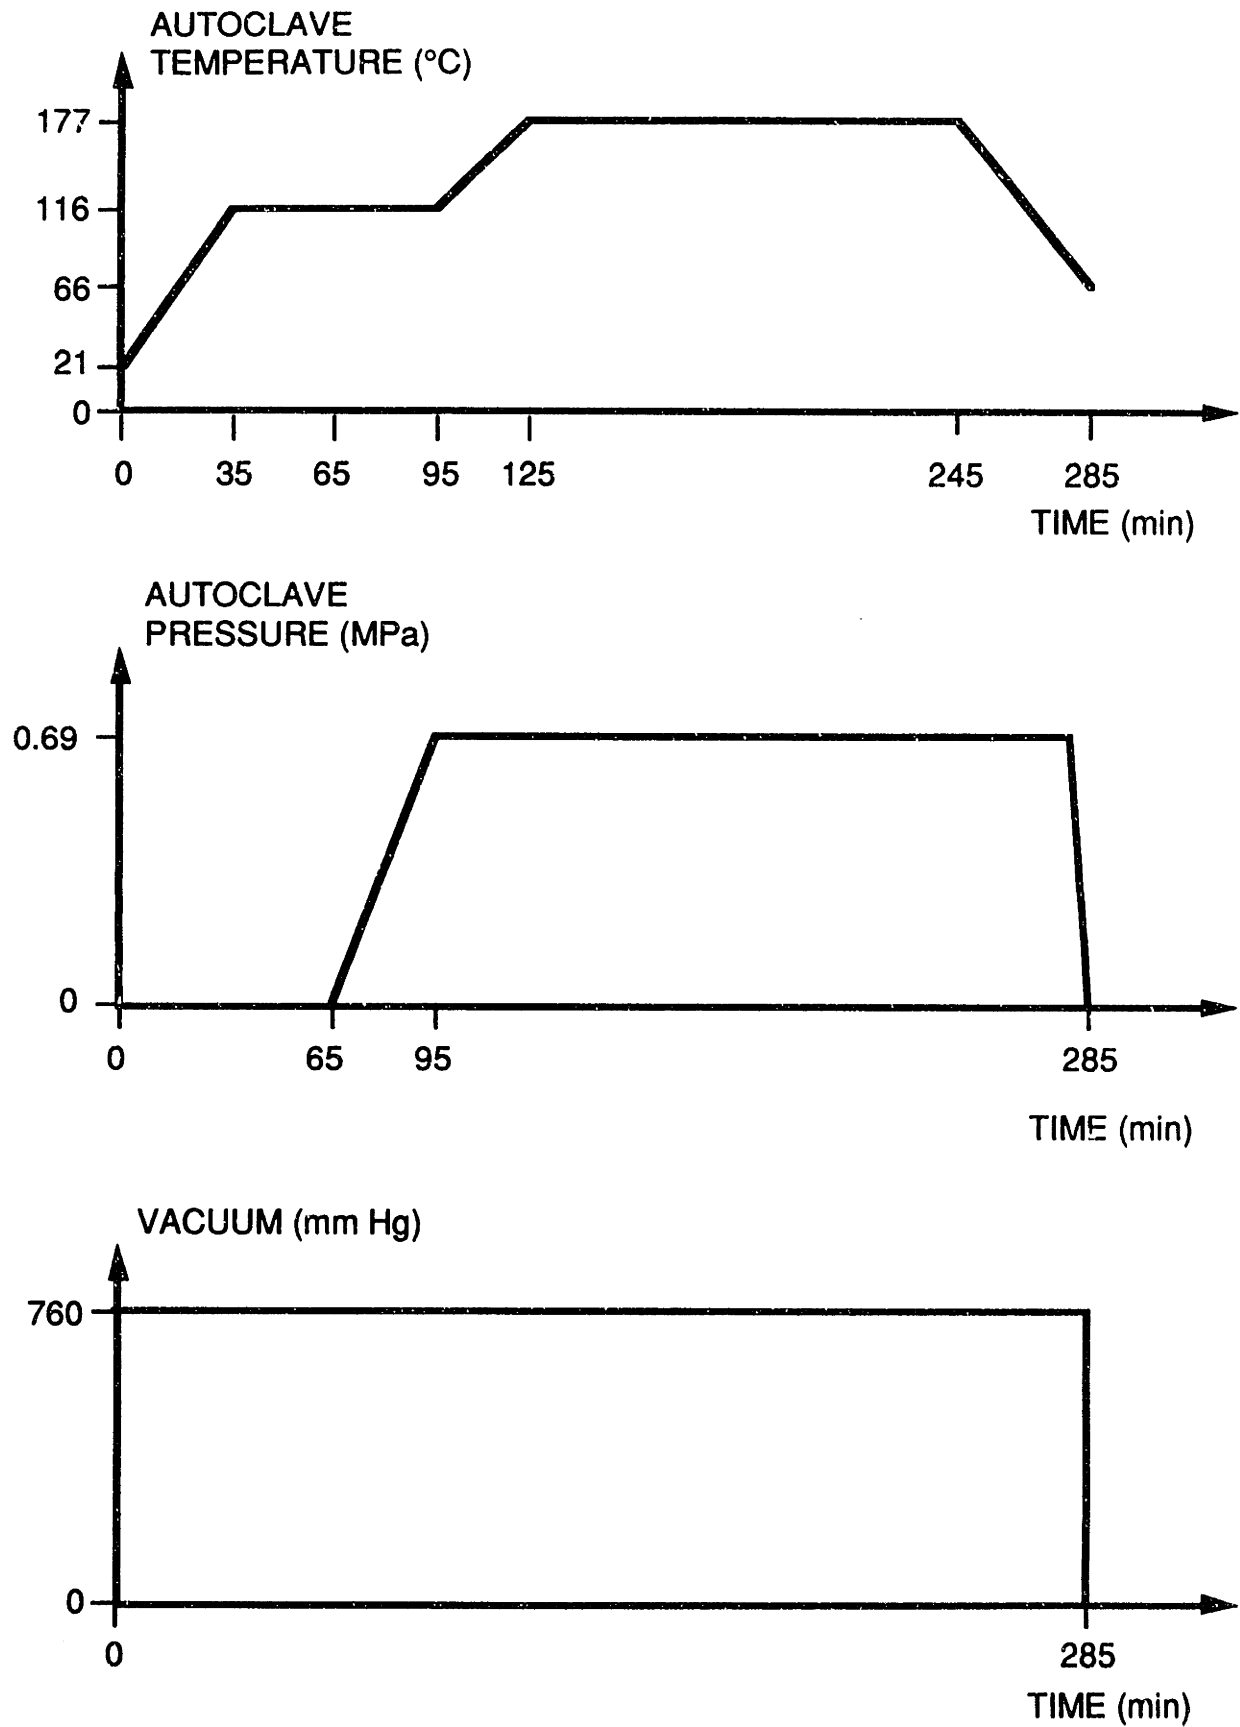 AUTOCLAVE
TEMPERATURE (°C)
177
116
66
21
0
0 35 65 95 125 245 285
TIME (min)
AUTOCLAVE
PRESSURE (MPa)
0.69
0
0 65 95 285
TIME (min)
VACUUM (mm Hg)
760
0
0 285
TIME (min)